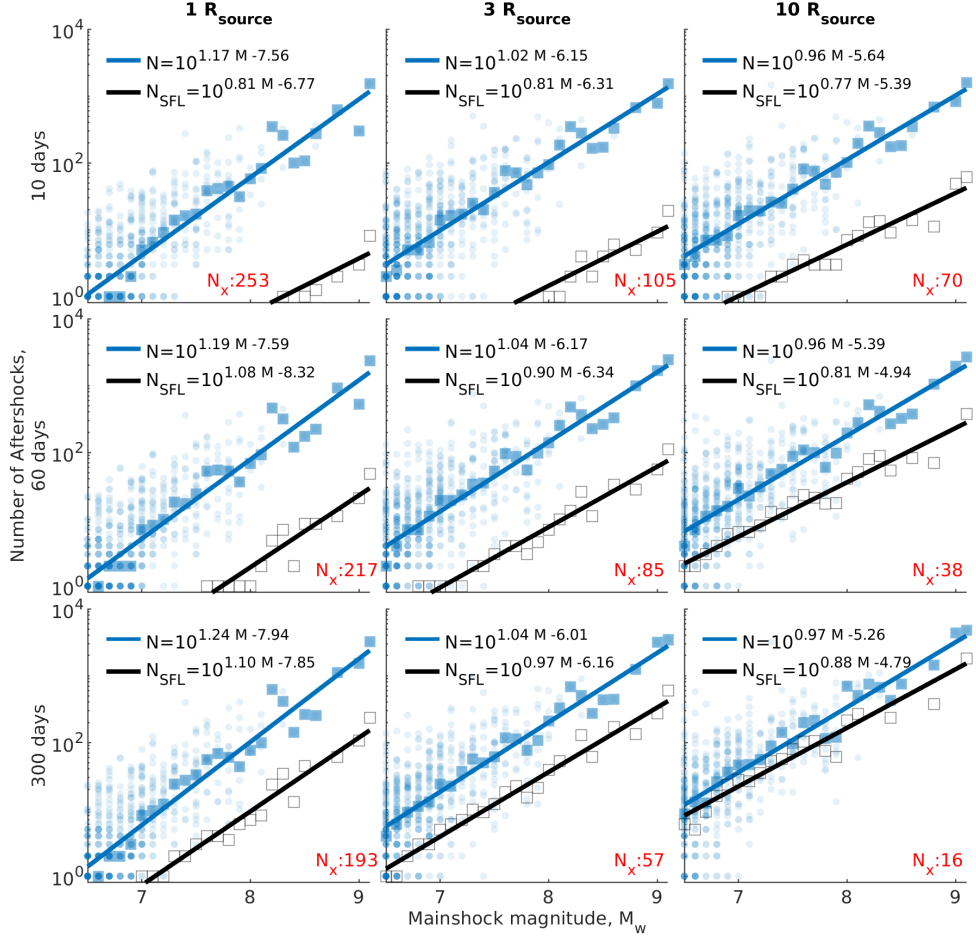 1 R_source 3 R_source 10 R_source
10^4
10^2
10^0
10 days
N=10^1.17 M -7.56
N_SFL=10^0.81 M -6.77
N_x:253
N=10^1.02 M -6.15
N_SFL=10^0.81 M -6.31
N_x:105
N=10^0.96 M -5.64
N_SFL=10^0.77 M -5.39
N_x:70
10^4
10^2
10^0
Number of Aftershocks,
60 days
N=10^1.19 M -7.59
N_SFL=10^1.08 M -8.32
N_x:217
N=10^1.04 M -6.17
N_SFL=10^0.90 M -6.34
N_x:85
N=10^0.96 M -5.39
N_SFL=10^0.81 M -4.94
N_x:38
10^4
10^2
10^0
300 days
N=10^1.24 M -7.94
N_SFL=10^1.10 M -7.85
N_x:193
N=10^1.04 M -6.01
N_SFL=10^0.97 M -6.16
N_x:57
N=10^0.97 M -5.26
N_SFL=10^0.88 M -4.79
N_x:16
7 8 9 7 8 9 7 8 9
Mainshock magnitude, M_w